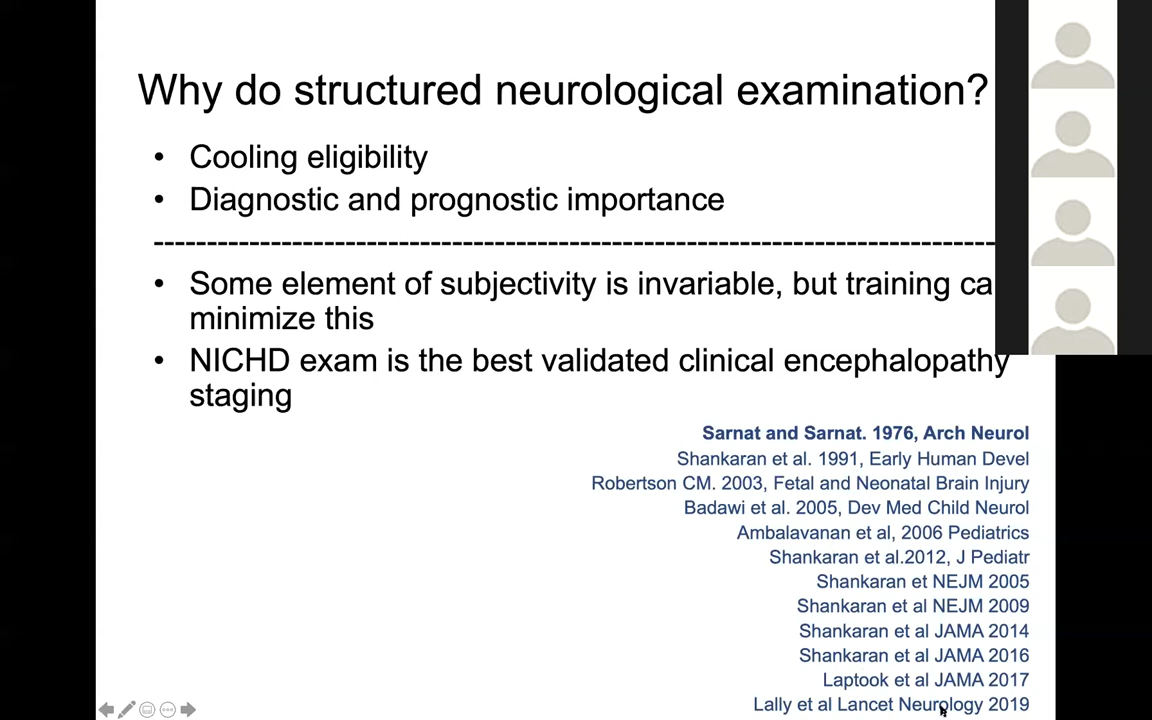 Why do structured neurological examination?
• Cooling eligibility
• Diagnostic and prognostic importance
--------------------------------------------------------------------------------
• Some element of subjectivity is invariable, but training ca
minimize this
• NICHD exam is the best validated clinical encephalopathy
staging
Sarnat and Sarnat. 1976, Arch Neurol
Shankaran et al. 1991, Early Human Devel
Robertson CM. 2003, Fetal and Neonatal Brain Injury
Badawi et al. 2005, Dev Med Child Neurol
Ambalavanan et al, 2006 Pediatrics
Shankaran et al.2012, J Pediatr
Shankaran et NEJM 2005
Shankaran et al NEJM 2009
Shankaran et al JAMA 2014
Shankaran et al JAMA 2016
Laptook et al JAMA 2017
Lally et al Lancet Neurology 2019